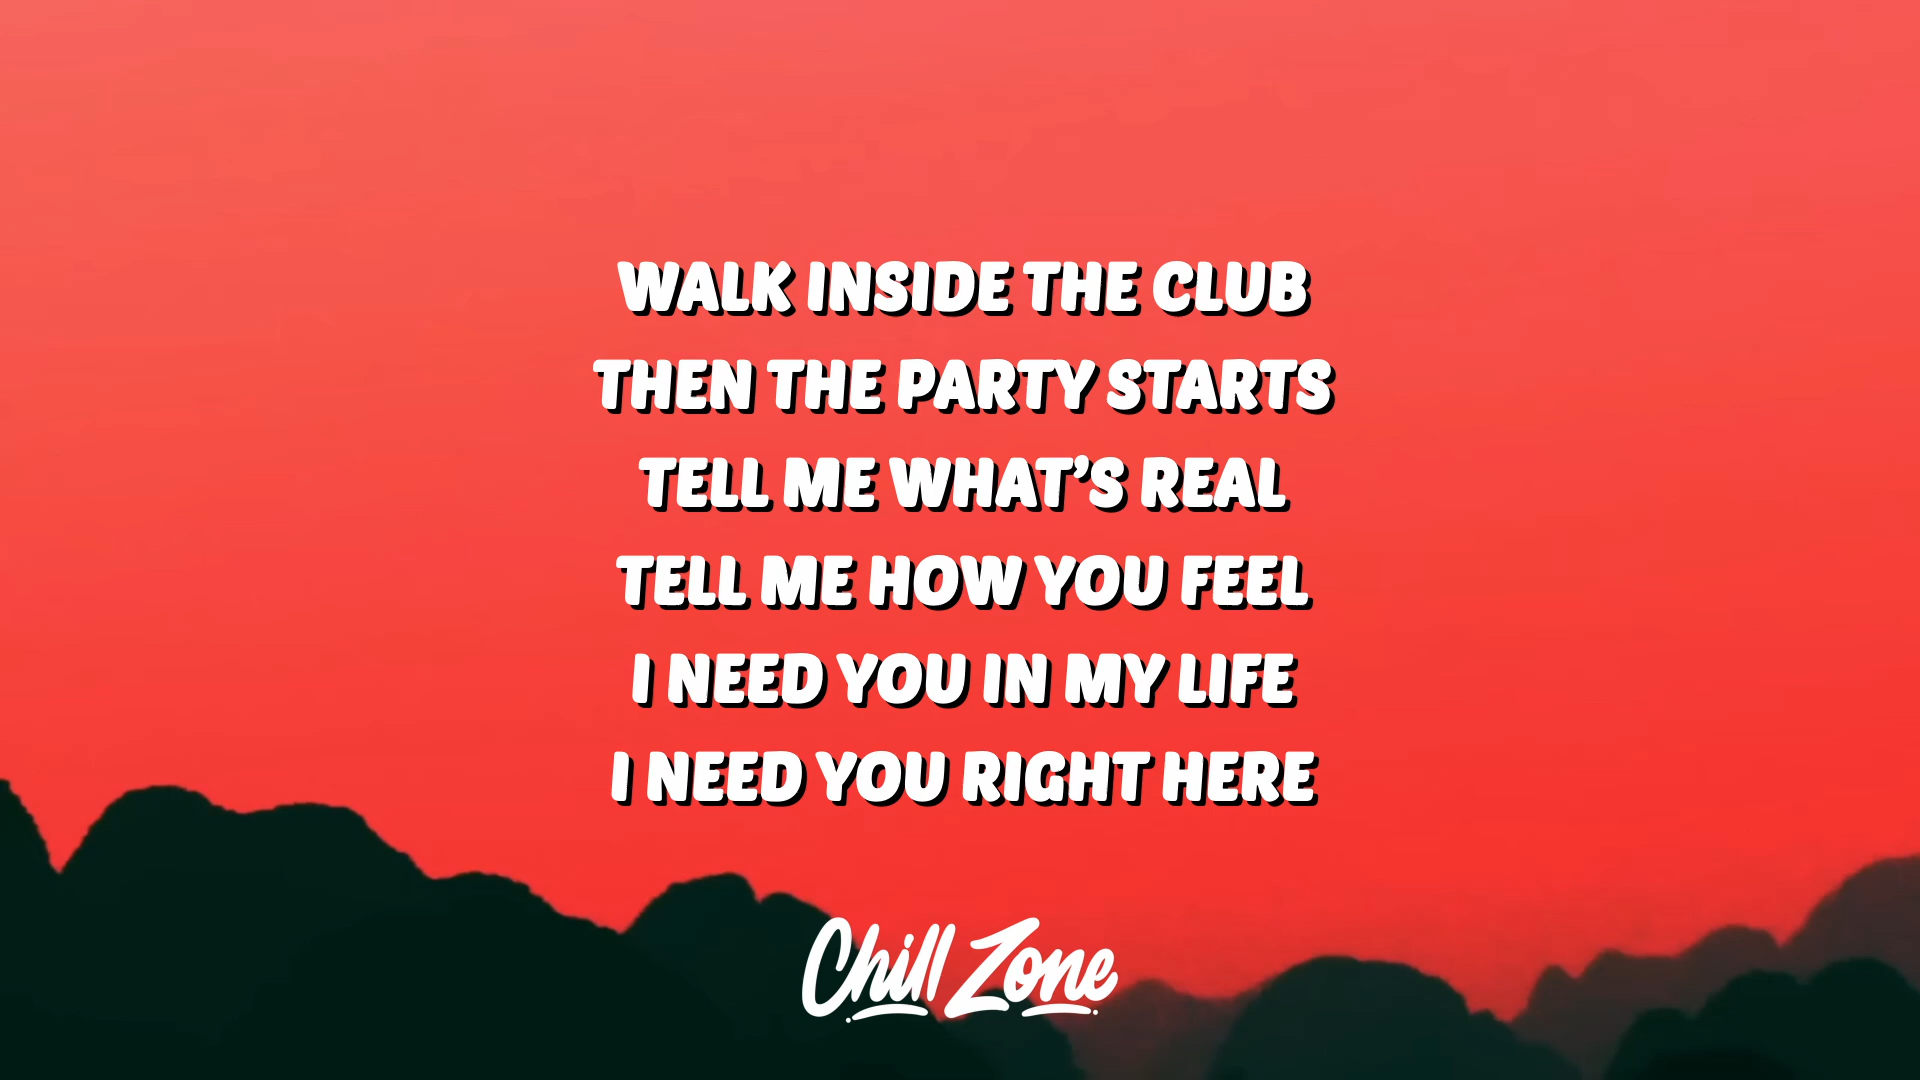 WALK INSIDE THE CLUB
THEN THE PARTY STARTS
TELL ME WHAT’S REAL
TELL ME HOW YOU FEEL
I NEED YOU IN MY LIFE
I NEED YOU RIGHT HERE
Chill Zone